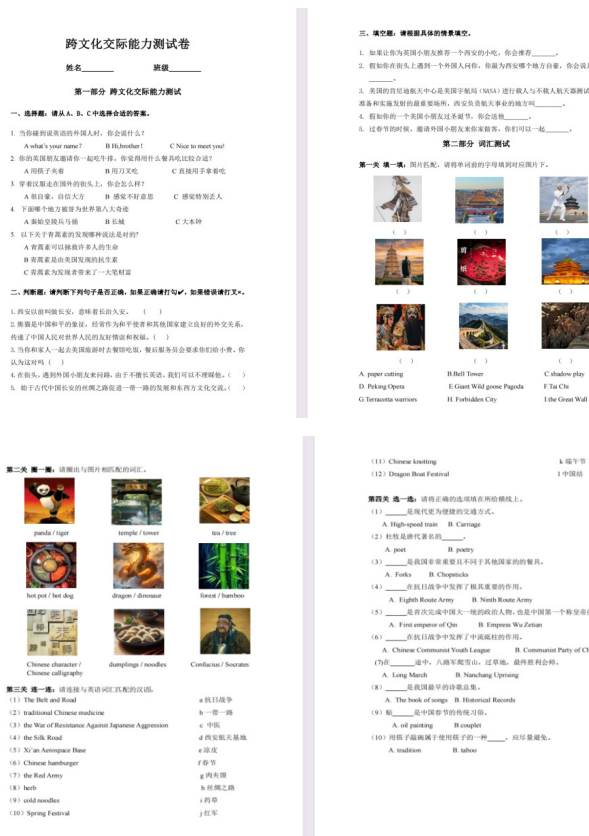 跨文化交际能力测试卷
姓名________ 班级________
第一部分 跨文化交际能力测试
一、选择题：请从A、B、C中选择合适的答案。
1. 当你碰到说英语的外国人时，你会说什么？
A what's your name? B Hi,brother！ C Nice to meet you!
2. 你的英国朋友邀请你一起吃牛排，你觉得用什么餐具吃比较合适？
A 用筷子夹着 B 用刀叉吃 C 直接用手拿着吃
3. 穿着汉服走在国外的街头上，你会怎么样？
A 很自豪，自信大方 B 感觉不好意思 C 感觉特别丢人
4. 下面哪个地方被誉为世界第八大奇迹
A 秦始皇陵兵马俑 B 长城 C 大本钟
5. 以下关于青蒿素的发现哪种说法是对的?
A 青蒿素可以拯救许多人的生命
B 青蒿素是由美国发现的抗生素
C 青蒿素为发现者带来了一大笔财富
二、判断题：请判断下列句子是否正确，如果正确请打勾✔，如果错误请打叉×。
1. 西安以前叫做长安，意味着长治久安。 （ ）
2. 熊猫是中国和平的象征，经常作为和平使者和其他国家建立良好的外交关系，
传递了中国人民对世界人民的友好情谊和祝福。（ ）
3. 当你和家人一起去美国旅游时去餐馆吃饭，餐后服务员会要求你们给小费。你
认为这对吗（ ）
4. 在街头，遇到外国小朋友来问路，由于不擅长英语，我们可以不理睬他。（ ）
5. 始于古代中国长安的丝绸之路促进一带一路的发展和东西方文化交流。（ ）
三、填空题：请根据具体的情景填空。
1. 如果让你为英国小朋友推荐一个西安的小吃，你会推荐______。
2. 假如你在街头上遇到一个外国人问你，你最为西安哪个地方自豪，你会说是
______。
3. 美国的肯尼迪航天中心是美国宇航局（NASA）进行载人与不载人航天器测试、
准备和实施发射的最重要场所，西安负责航天事业的地方叫______。
4. 假如你的一个美国小朋友过圣诞节，你会送他______。
5. 过春节的时候，邀请外国小朋友来你家做客，你们可以一起______。
第二部分 词汇测试
第一关 填一填：图片匹配，请将单词前的字母填到对应图片下。
（ ） （ ） （ ）
剪纸
（ ） （ ） （ ）
（ ） （ ） （ ）
A. paper cutting B.Bell Tower C.shadow play
D. Peking Opera E.Giant Wild goose Pagoda F.Tai Chi
G.Terracotta warriors H. Forbidden City I.the Great Wall
第二关 圈一圈：请圈出与图片相匹配的词汇。
panda / tiger temple / tower tea / tree
hot pot / hot dog dragon / dinosaur forest / bamboo
Chinese character / dumplings / noodles Confucius / Socrates
Chinese calligraphy
第三关 连一连：请连接与英语词汇匹配的汉语。
（1）The Belt and Road a 抗日战争
（2）traditional Chinese medicine b 一带一路
（3）the War of Resistance Against Japanese Aggression c 中医
（4）the Silk Road d 西安航天基地
（5）Xi'an Aerospace Base e 凉皮
（6）Chinese hamburger f 春节
（7）the Red Army g 肉夹馍
（8）herb h 丝绸之路
（9）cold noodles i 药草
（10）Spring Festival j 红军
（11）Chinese knotting k 端午节
（12）Dragon Boat Festival l 中国结
第四关 选一选：请将正确的选项填在所给横线上。
（1）______是现代更为便捷的交通方式。
A. High-speed train B. Carriage
（2）杜牧是唐代著名的______。
A. poet B. poetry
（3）______是我国非常重要且不同于其他国家的的餐具。
A. Forks B. Chopsticks
（4）______在抗日战争中发挥了极其重要的作用。
A. Eighth Route Army B. Ninth Route Army
（5）______是首次完成中国大一统的政治人物，也是中国第一个称皇帝的
A. First emperor of Qin B. Empress Wu Zetian
（6）______在抗日战争中发挥了中流砥柱的作用。
A. Chinese Communist Youth League B. Communist Party of Ch
(7)在______途中，八路军爬雪山，过草地，最终胜利会师。
A. Long March B. Nanchang Uprising
（8）______是我国最早的诗歌总集。
A. The book of songs B. Historical Records
（9）贴______是中国春节的传统习俗。
A. oil painting B.couplet
（10）用筷子敲碗属于使用筷子的一种______，应尽量避免。
A. tradition B. taboo